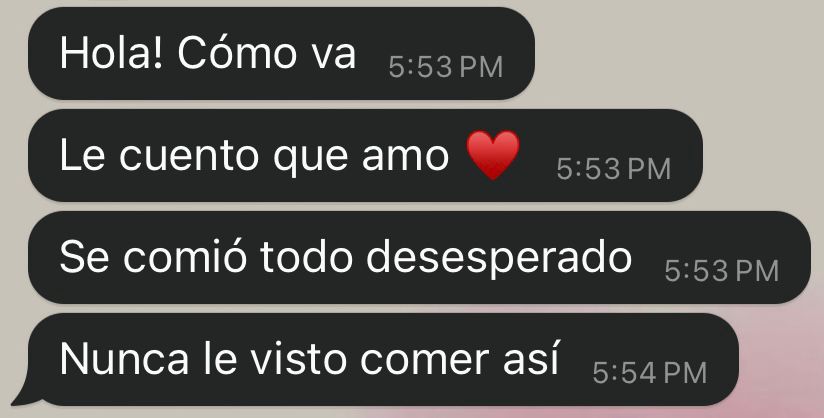 Hola! Cómo va 5:53 PM
Le cuento que amo ♥️ 5:53 PM
Se comió todo desesperado 5:53 PM
Nunca le visto comer así 5:54 PM